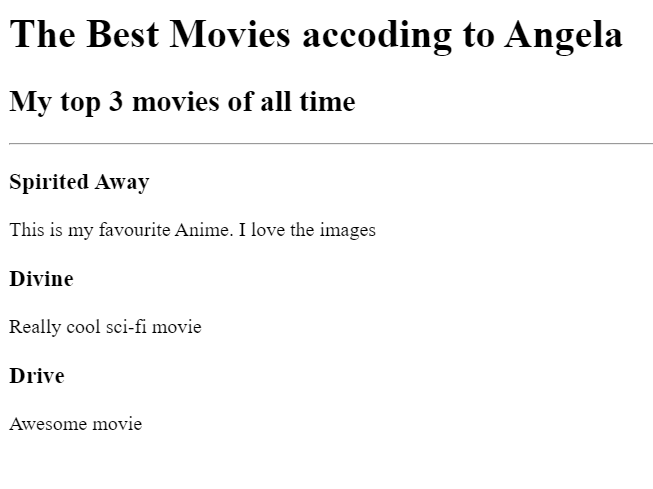 The Best Movies accoding to Angela
My top 3 movies of all time
Spirited Away
This is my favourite Anime. I love the images
Divine
Really cool sci-fi movie
Drive
Awesome movie